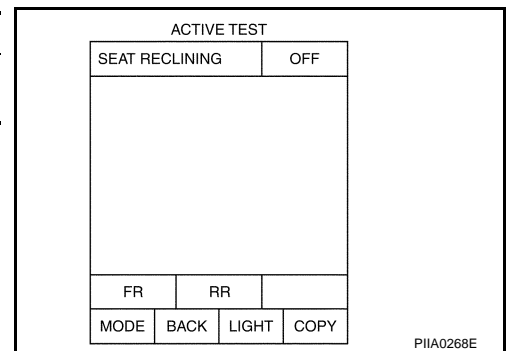 ACTIVE TEST
SEAT RECLINING OFF
FR RR
MODE BACK LIGHT COPY
PIIA0268E